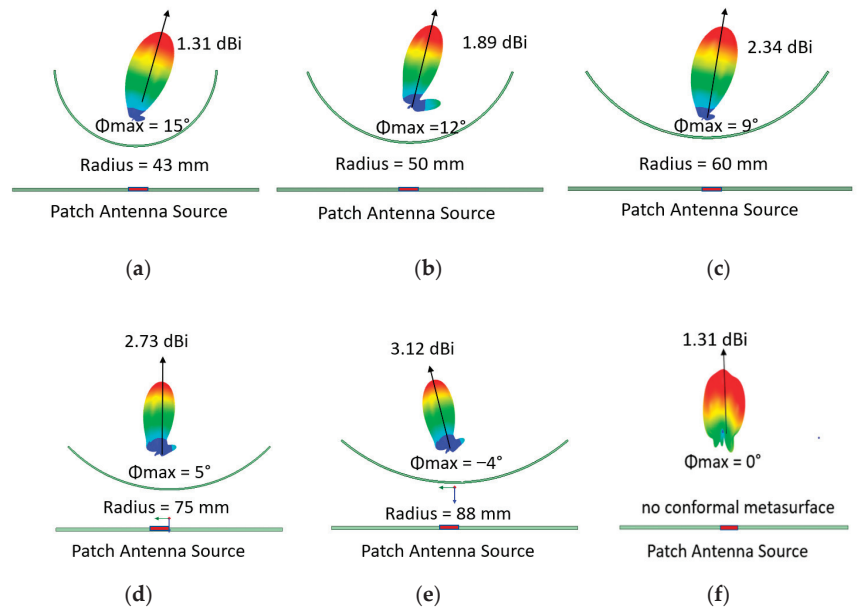 1.31 dBi
Φmax = 15°
Radius = 43 mm
Patch Antenna Source
(a)
1.89 dBi
Φmax =12°
Radius = 50 mm
Patch Antenna Source
(b)
2.34 dBi
Φmax = 9°
Radius = 60 mm
Patch Antenna Source
(c)
2.73 dBi
Φmax = 5°
Radius = 75 mm
Patch Antenna Source
(d)
3.12 dBi
Φmax = −4°
Radius = 88 mm
Patch Antenna Source
(e)
1.31 dBi
Φmax = 0°
no conformal metasurface
Patch Antenna Source
(f)